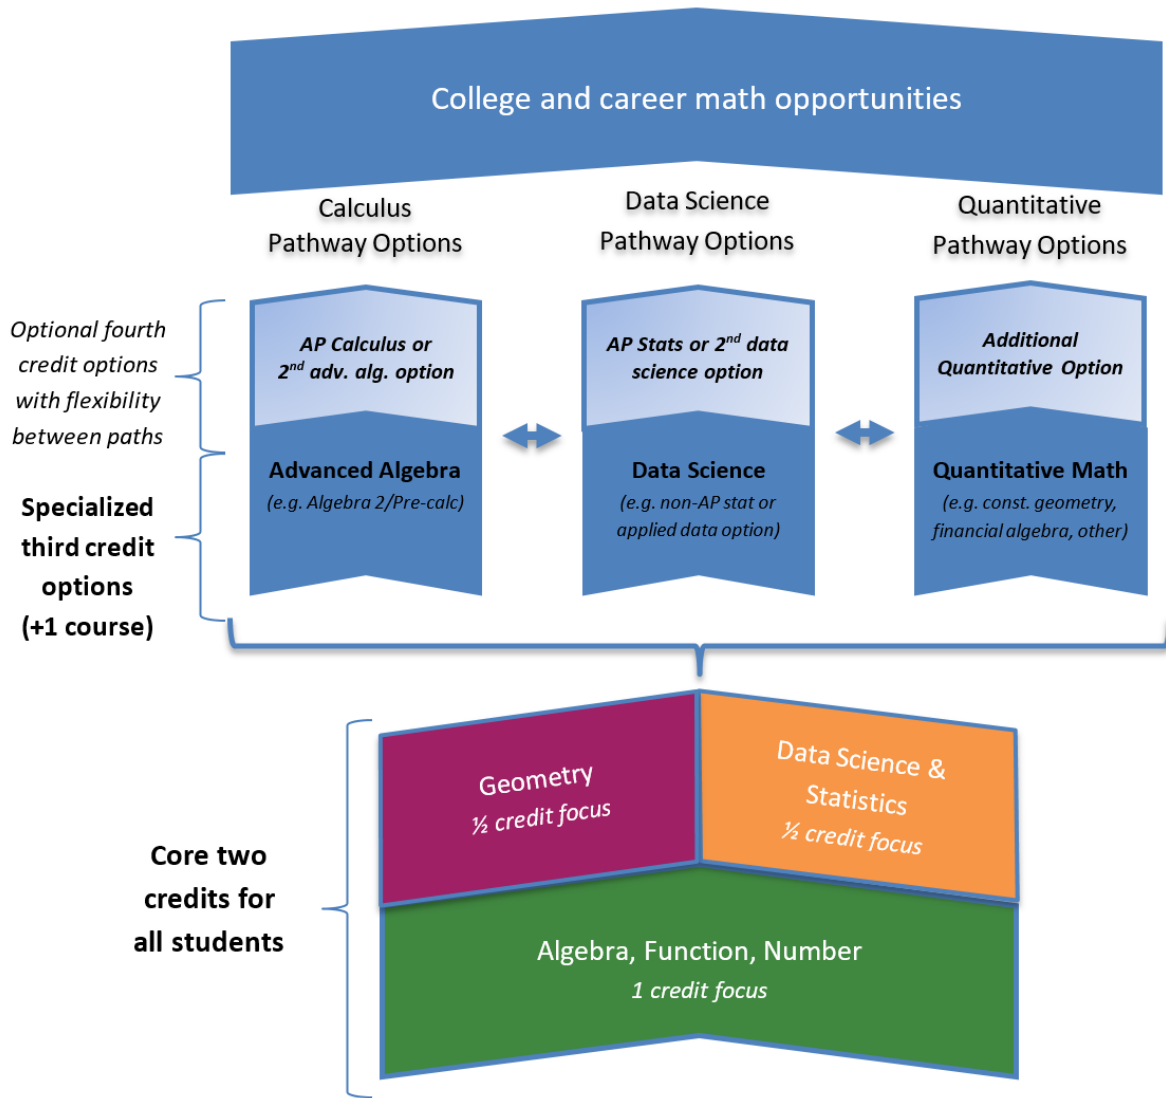 College and career math opportunities
Calculus
Pathway Options
Data Science
Pathway Options
Quantitative
Pathway Options
Optional fourth
credit options
with flexibility
between paths
AP Calculus or
2nd adv. alg. option
AP Stats or 2nd data
science option
Additional
Quantitative Option
Specialized
third credit
options
(+1 course)
Advanced Algebra
(e.g. Algebra 2/Pre-calc)
Data Science
(e.g. non-AP stat or
applied data option)
Quantitative Math
(e.g. const. geometry,
financial algebra, other)
Core two
credits for
all students
Geometry
½ credit focus
Data Science &
Statistics
½ credit focus
Algebra, Function, Number
1 credit focus